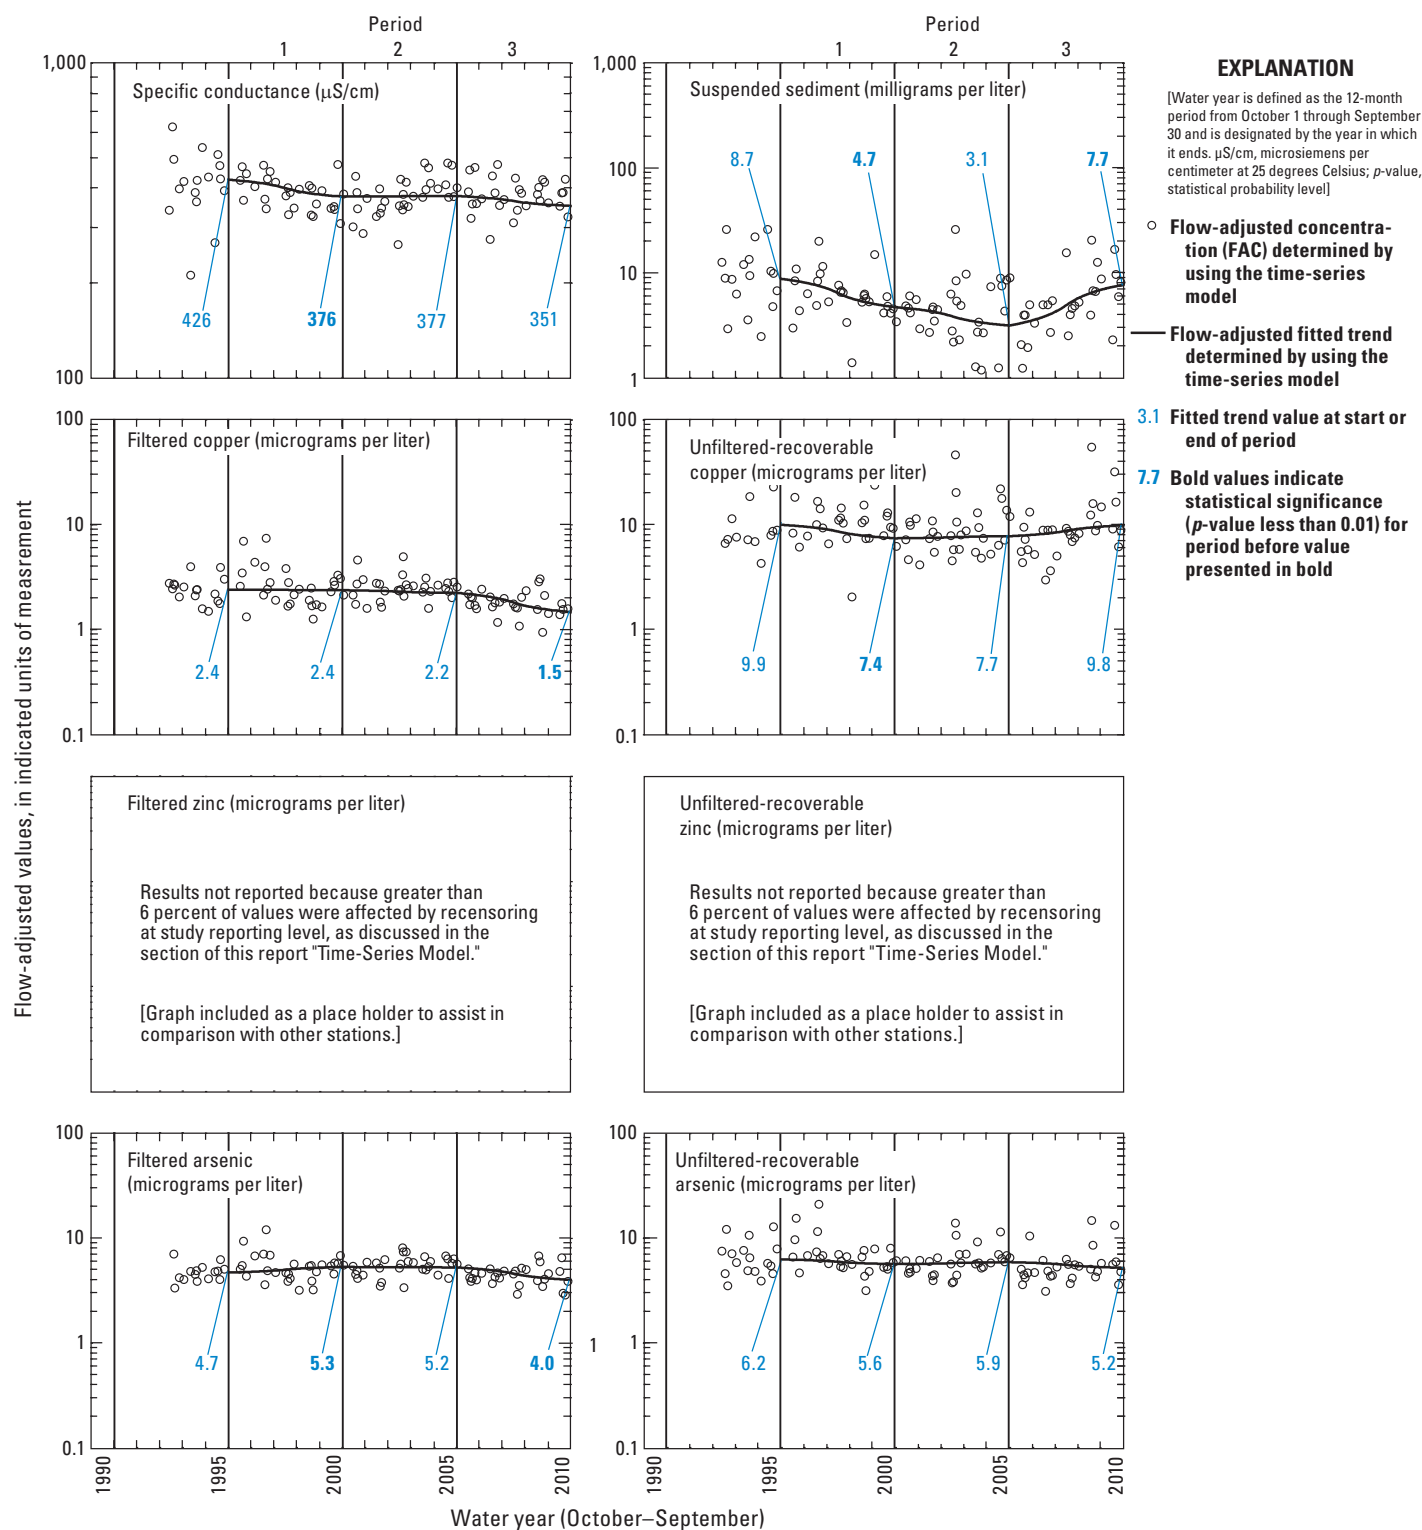 Period
1 2 3
Period
1 2 3
1,000
Specific conductance (µS/cm)
426 376 377 351
100
1,000
Suspended sediment (milligrams per liter)
100
8.7 4.7 3.1 7.7
10
1
EXPLANATION
[Water year is defined as the 12-month
period from October 1 through September
30 and is designated by the year in which
it ends. µS/cm, microsiemens per
centimeter at 25 degrees Celsius; p-value,
statistical probability level]
Flow-adjusted concentra-
tion (FAC) determined by
using the time-series
model
Flow-adjusted fitted trend
determined by using the
time-series model
3.1 Fitted trend value at start or
end of period
7.7 Bold values indicate
statistical significance
(p-value less than 0.01) for
period before value
presented in bold
Flow-adjusted values, in indicated units of measrement
100
Filtered copper (micrograms per liter)
10
1
2.4 2.4 2.2 1.5
0.1
100
Unfiltered-recoverable
copper (micrograms per liter)
10
1
9.9 7.4 7.7 9.8
0.1
Filtered zinc (micrograms per liter)
Results not reported because greater than
6 percent of values were affected by recensoring
at study reporting level, as discussed in the
section of this report "Time-Series Model."
[Graph included as a place holder to assist in
comparison with other stations.]
Unfiltered-recoverable
zinc (micrograms per liter)
Results not reported because greater than
6 percent of values were affected by recensoring
at study reporting level, as discussed in the
section of this report "Time-Series Model."
[Graph included as a place holder to assist in
comparison with other stations.]
100
Filtered arsenic
(micrograms per liter)
10
1
4.7 5.3 5.2 4.0
0.1
1990 1995 2000 2005 2010
100
Unfiltered-recoverable
arsenic (micrograms per liter)
10
1
1
6.2 5.6 5.9 5.2
0.1
1990 1995 2000 2005 2010
Water year (October–September)